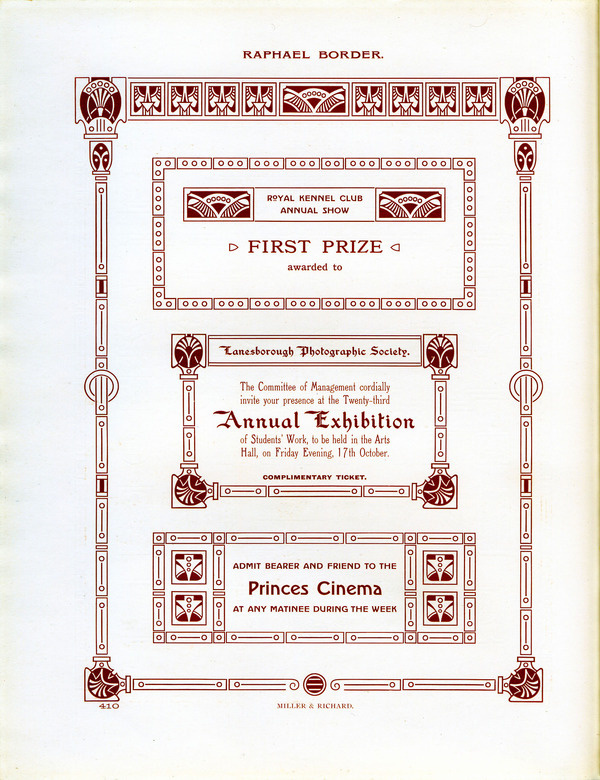 RAPHAEL BORDER.
ROYAL KENNEL CLUB
ANNUAL SHOW
FIRST PRIZE
awarded to
Lanesborough Photographic Society.
The Committee of Management cordially
invite your presence at the Twenty-third
Annual Exhibition
of Students' Work, to be held in the Arts
Hall, on Friday Evening, 17th October.
COMPLIMENTARY TICKET.
ADMIT BEARER AND FRIEND TO THE
Princes Cinema
AT ANY MATINEE DURING THE WEEK
410
MILLER & RICHARD.